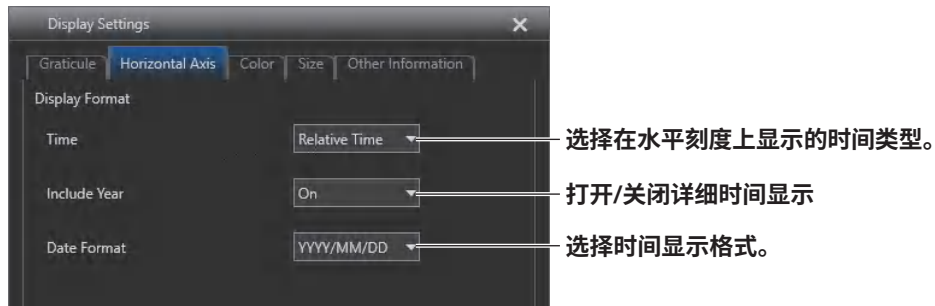 Display Settings
Graticule Horizontal Axis Color Size Other Information
Display Format
Time Relative Time 选择在水平刻度上显示的时间类型。
Include Year On 打开/关闭详细时间显示
Date Format YYYY/MM/DD 选择时间显示格式。